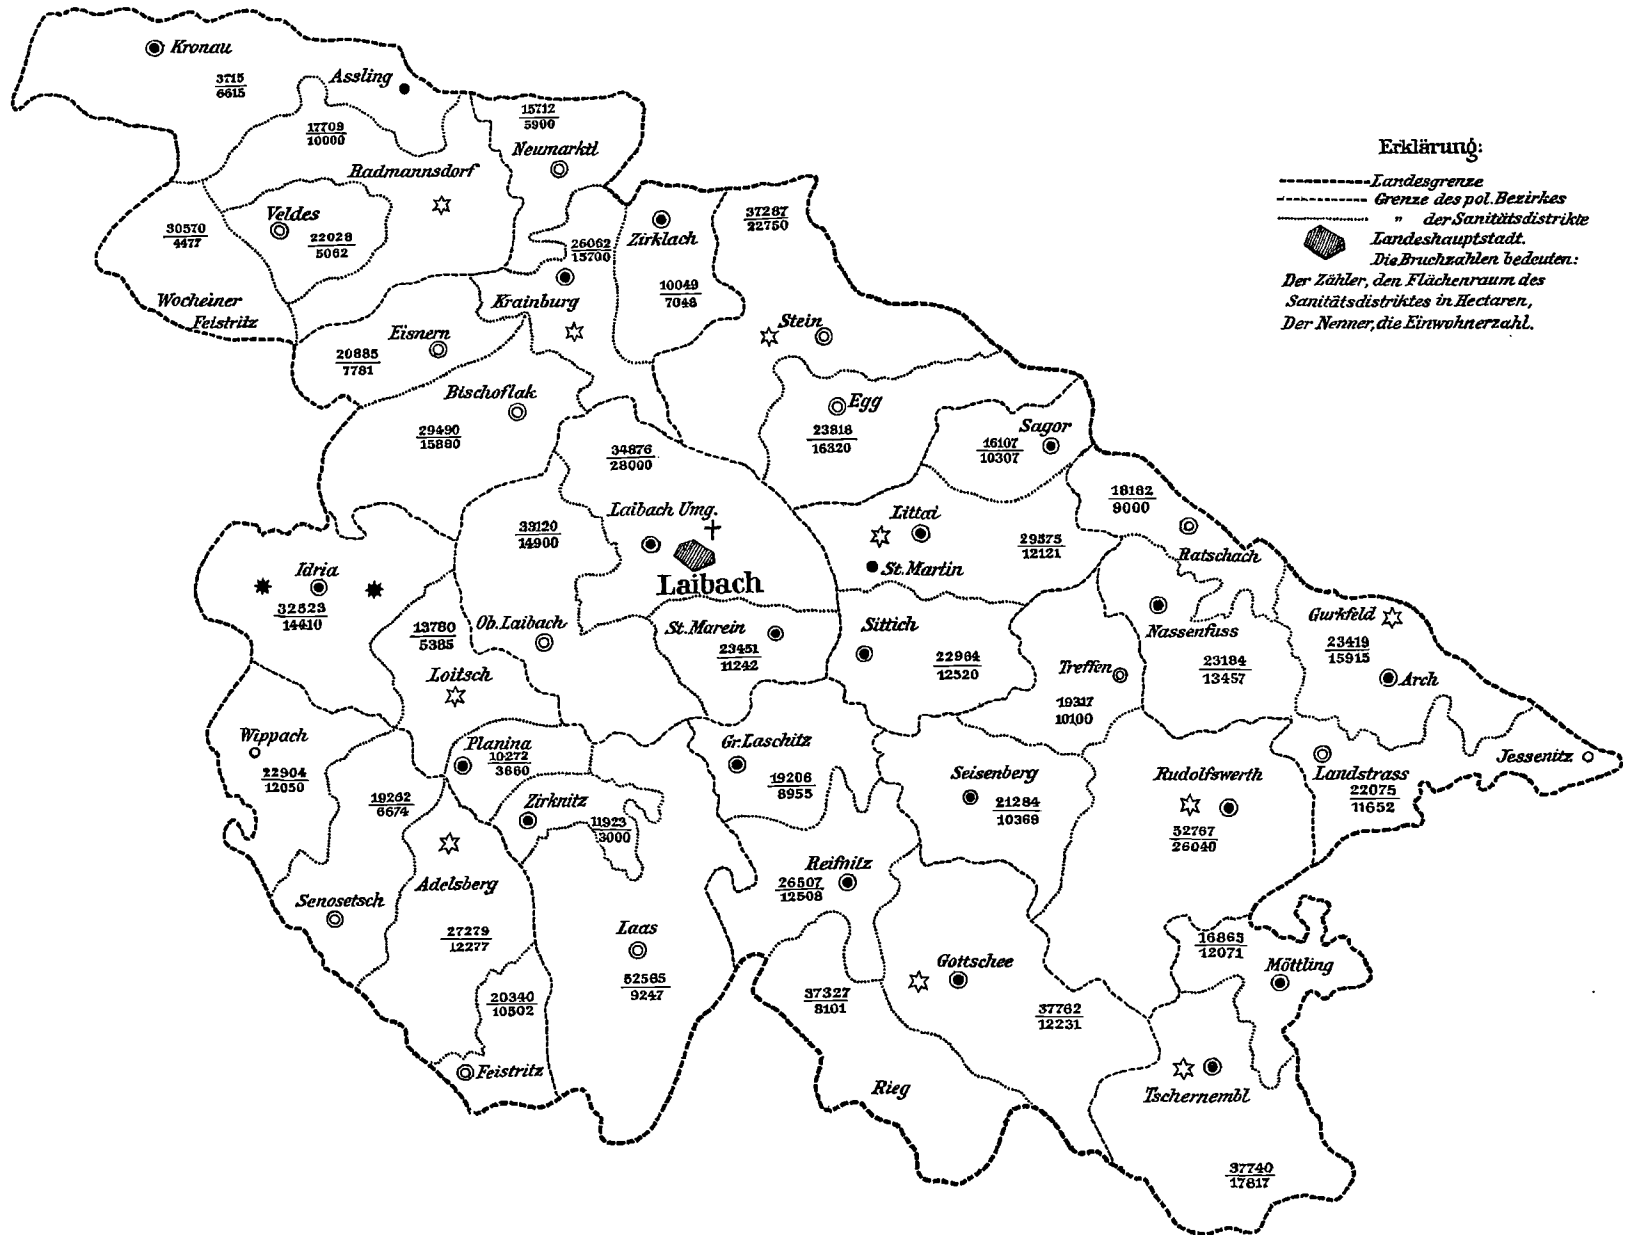 Kronau
3715
6615
Assling
17709
10000
15712
5900
Neumarktl
Radmannsdorf
Veldes
22028
5062
30570
4477
Wocheiner
Feistritz
26062
15700
Krainburg
Zirklach
10049
7048
37287
22750
Stein
Eisnern
20885
7781
Bischoflak
29490
15880
Egg
23818
16320
Sagor
16107
10307
34876
28000
Laibach Umg.
Laibach
33120
14900
Ob. Laibach
Littai
29575
12121
St. Martin
18182
9000
Ratschach
Idria
32523
14410
13780
5385
Loitsch
St. Marein
23451
11242
Sittich
22964
12520
Treffen
19317
10100
Nassenfuss
23184
13457
Gurkfeld
23419
15915
Arch
Wippach
22904
12050
Planina
10272
3660
19262
6674
Zirknitz
11923
3000
Gr. Laschitz
19206
8955
Seisenberg
21284
10368
Rudolfswerth
52767
26040
Landstrass
22075
11652
Jessenitz
Adelsberg
27279
12277
Senosetsch
Reifnitz
26507
12508
Laas
52565
9247
Gottschee
37762
12231
16865
12071
Möttling
20340
10502
Feistritz
37327
8101
Rieg
Tschernembl
37740
17817
Erklärung:
Landesgrenze
Grenze des pol. Bezirkes
" der Sanitätsdistrikte
Landeshauptstadt.
Die Bruchzahlen bedeuten:
Der Zähler, den Flächenraum des
Sanitätsdistriktes in Hectaren,
Der Nenner, die Einwohnerzahl.